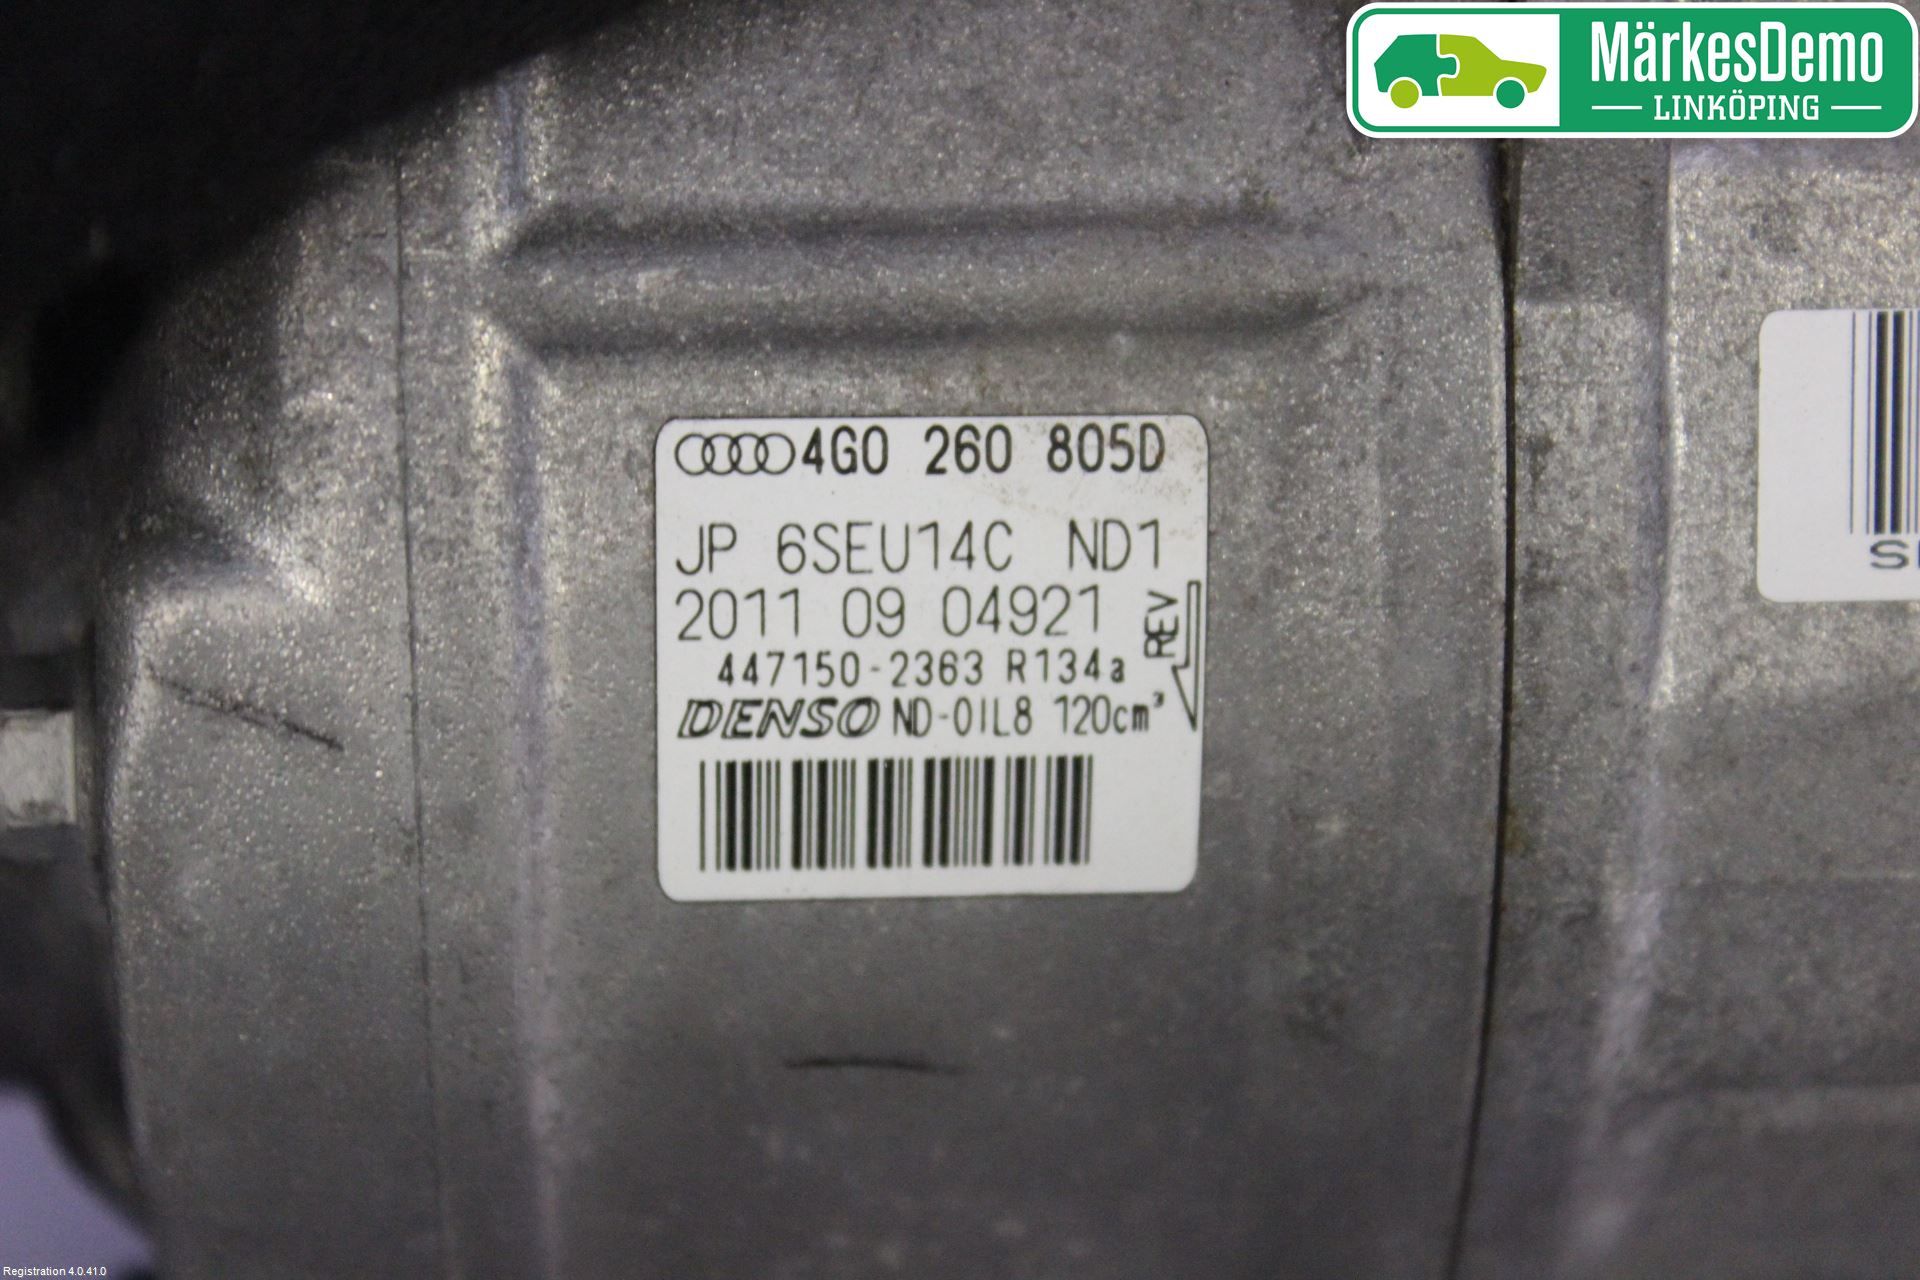 MärkesDemo
LINKÖPING
4G0 260 805D
JP 6SEU14C ND1
2011 09 04921
REV
447150-2363 R134a
DENSO ND-OIL8 120cm³
Registration 4.0.41.0